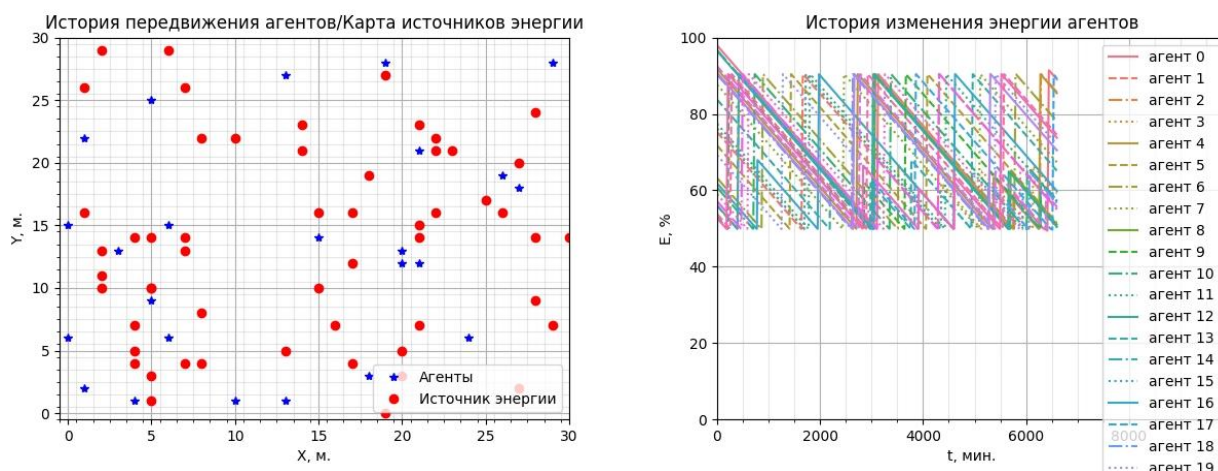 История передвижения агентов/Карта источников энергии
30
25
20
15
10
5
0
Y, м.
0 5 10 15 20 25 30
X, м.
Агенты
Источник энергии
История изменения энергии агентов
100
80
60
40
20
0
E, %
0 2000 4000 6000 8000
t, мин.
агент 0
агент 1
агент 2
агент 3
агент 4
агент 5
агент 6
агент 7
агент 8
агент 9
агент 10
агент 11
агент 12
агент 13
агент 14
агент 15
агент 16
агент 17
агент 18
агент 19